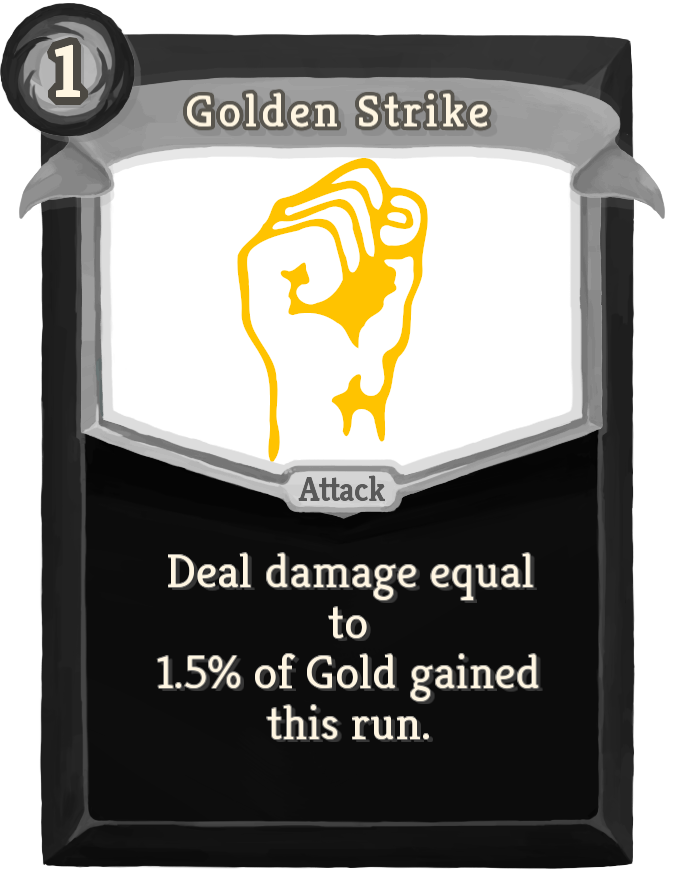 1
Golden Strike
Attack
Deal damage equal
to
1.5% of Gold gained
this run.